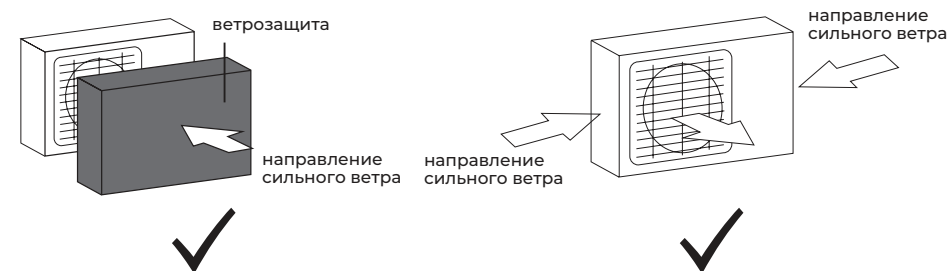 ветрозащита
направление
сильного ветра
направление
сильного ветра
направление
сильного ветра